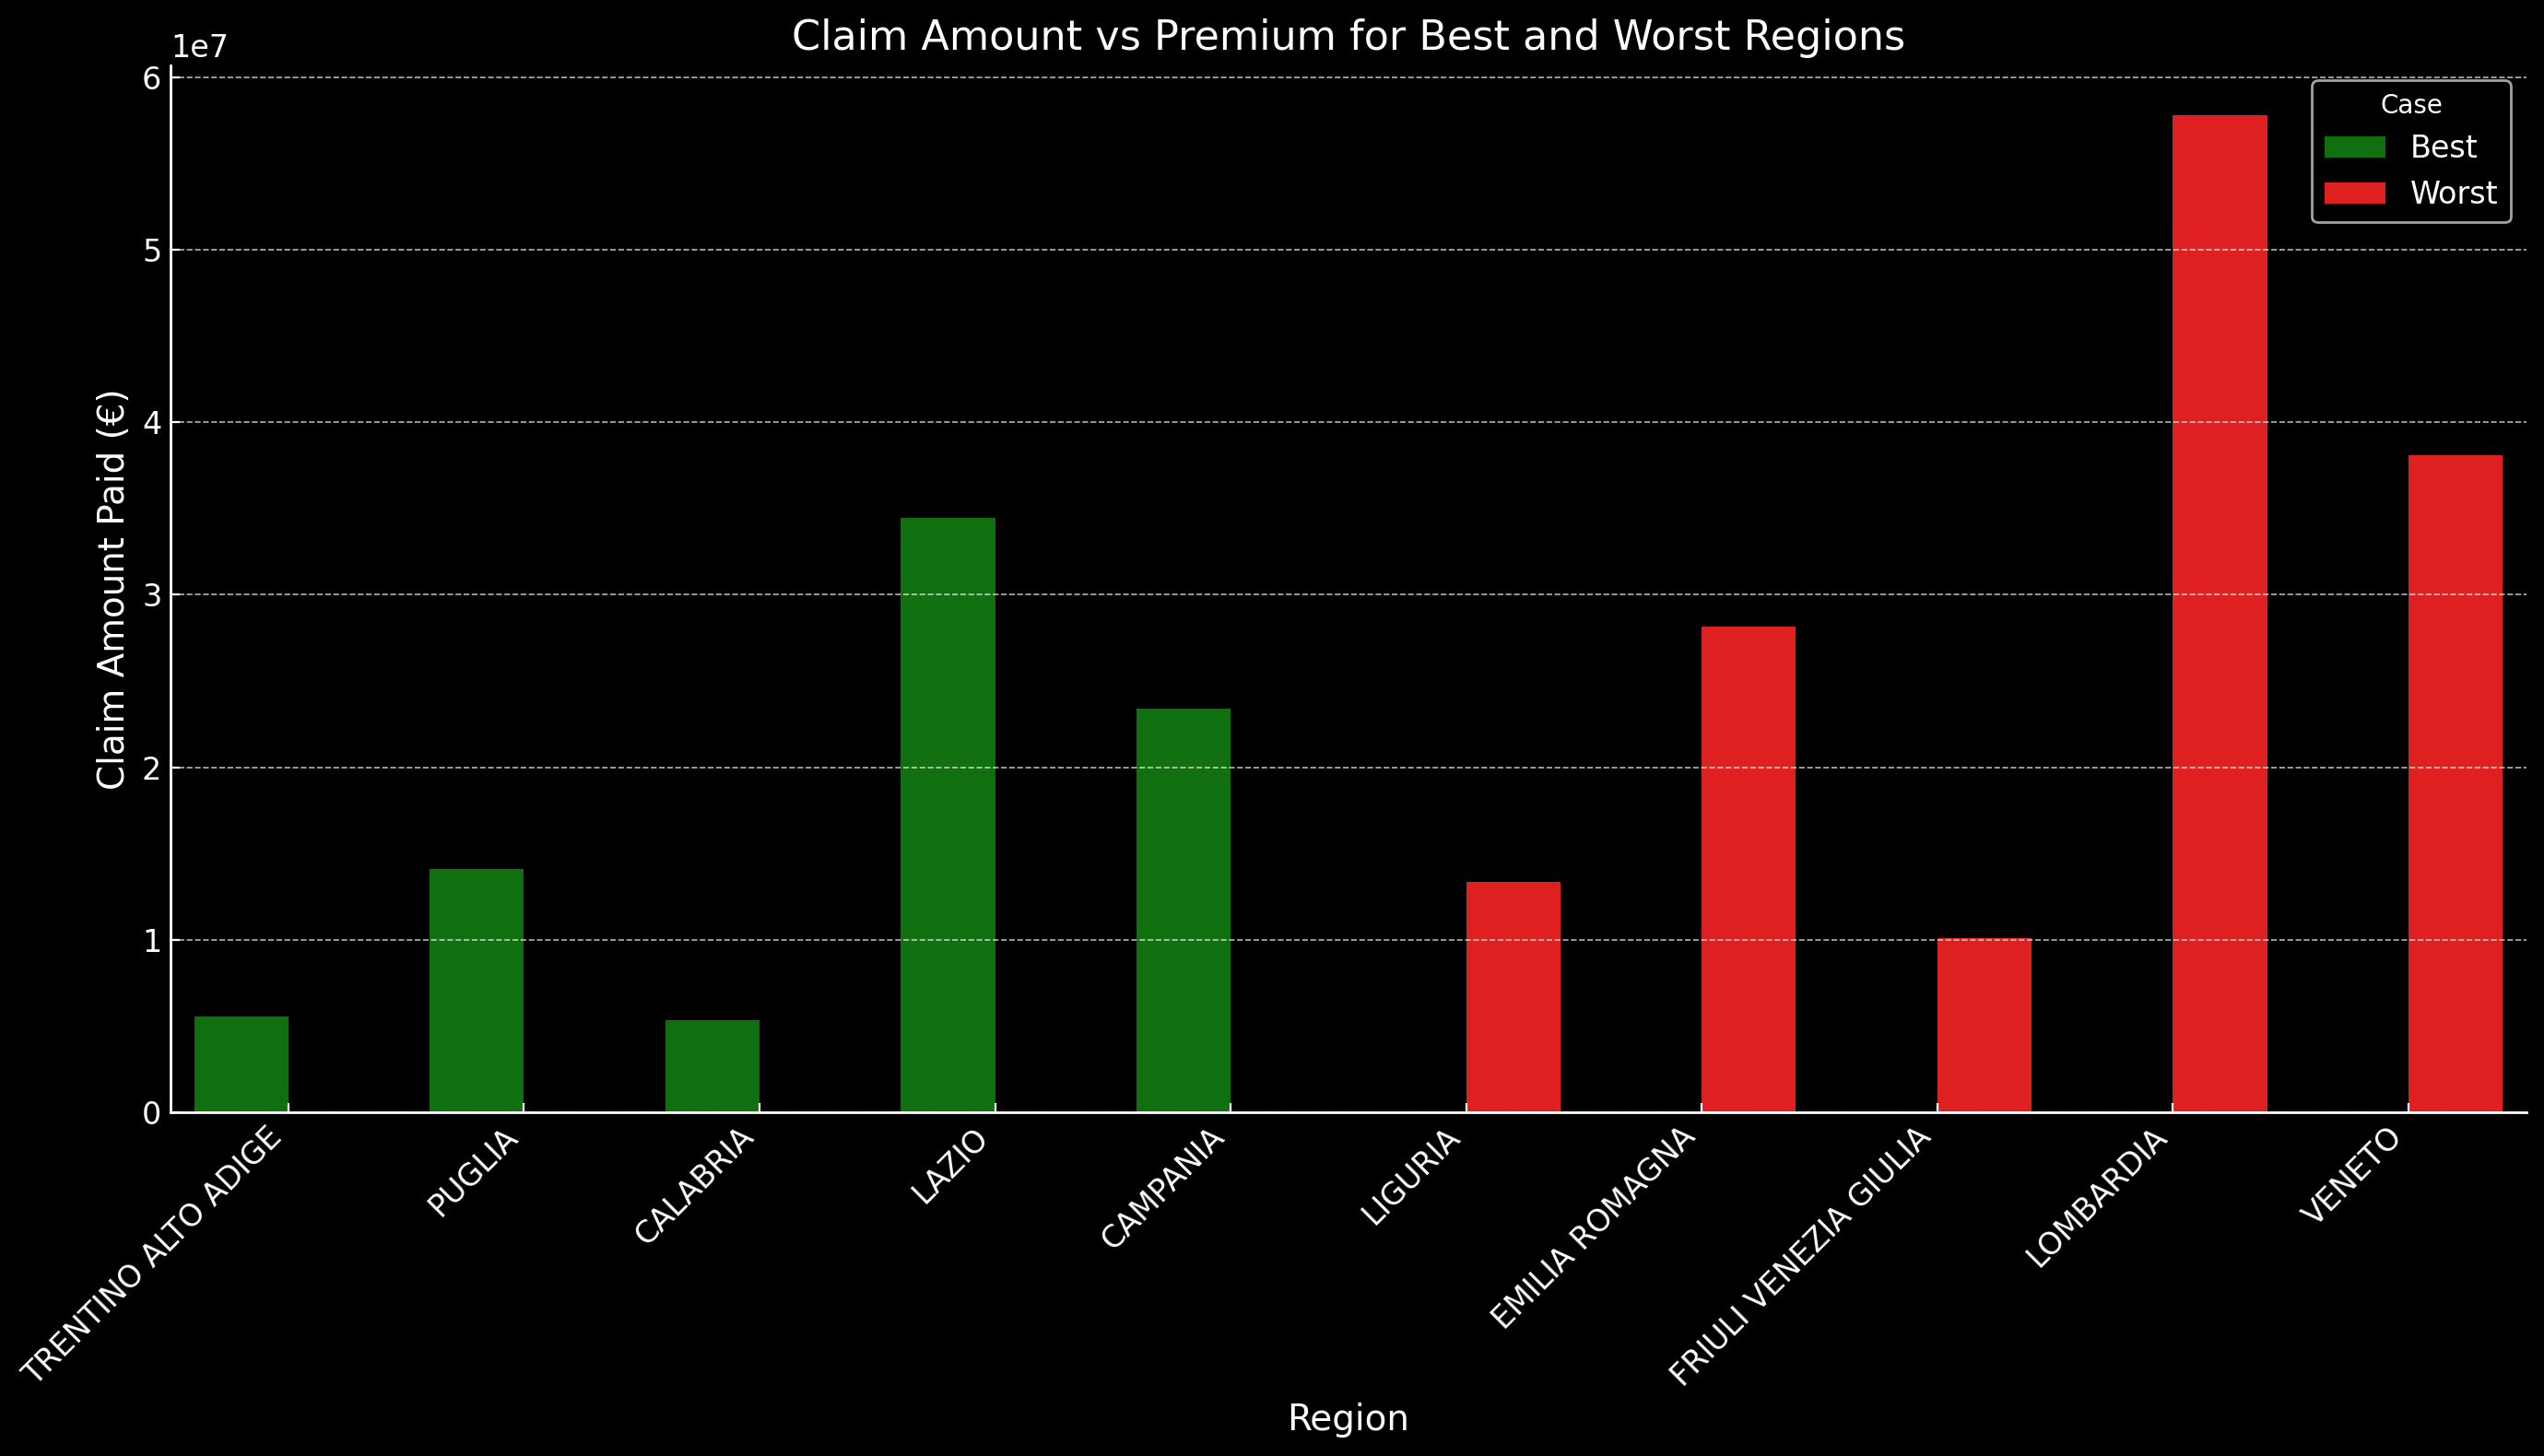 Claim Amount vs Premium for Best and Worst Regions
1e7
6
5
4
3
2
1
0
Claim Amount Paid (€)
Case
Best
Worst
TRENTINO ALTO ADIGE
PUGLIA
CALABRIA
LAZIO
CAMPANIA
LIGURIA
EMILIA ROMAGNA
FRIULI VENEZIA GIULIA
LOMBARDIA
VENETO
Region